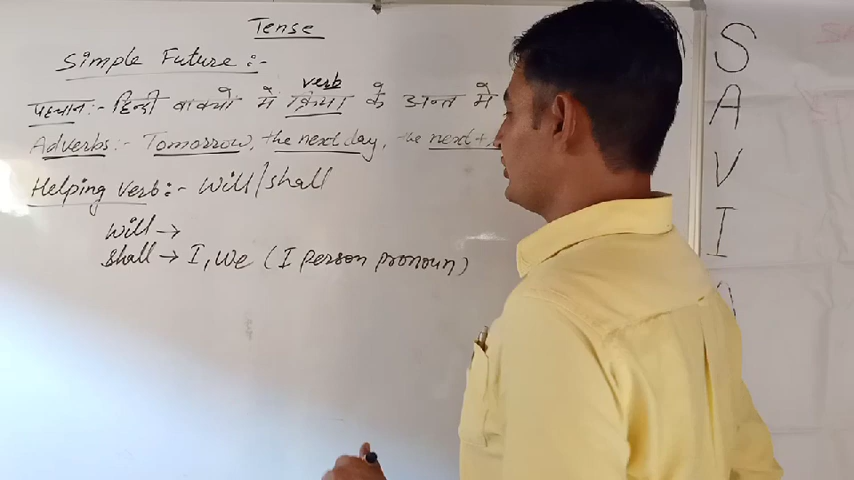 Tense
Simple Future :-
पहचान :- हिन्दी वाक्यो में क्रिया के अन्त में
verb
Adverbs :- Tomorrow, the next day, the next
Helping verb :- Will/shall
Will →
shall → I, We (I person pronoun)
S
A
V
I